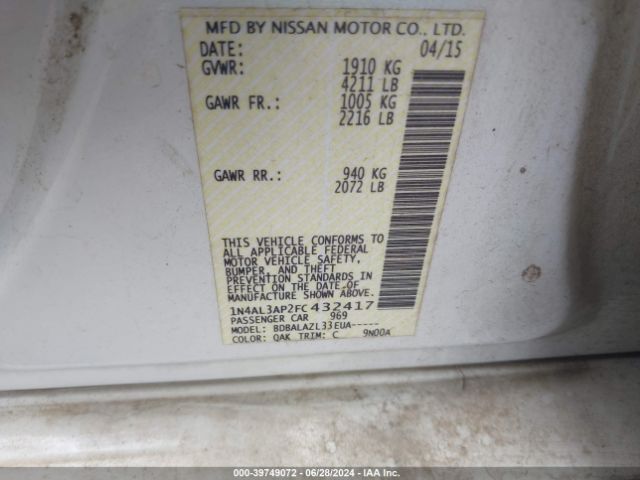 MFD BY NISSAN MOTOR CO., LTD.
DATE: 04/15
GVWR: 1910 KG
4211 LB
GAWR FR.: 1005 KG
2216 LB
GAWR RR.: 940 KG
2072 LB
THIS VEHICLE CONFORMS TO
ALL APPLICABLE FEDERAL
MOTOR VEHICLE SAFETY,
BUMPER, AND THEFT
PREVENTION STANDARDS IN
EFFECT ON THE DATE OF
MANUFACTURE SHOWN ABOVE.
1N4AL3AP2FC432417
PASSENGER CAR 969
MODEL: BDBALAZL33EUA-----
COLOR: QAK TRIM: C 9N00A
000-39749072 / 06/28/2024 / IAA Inc.